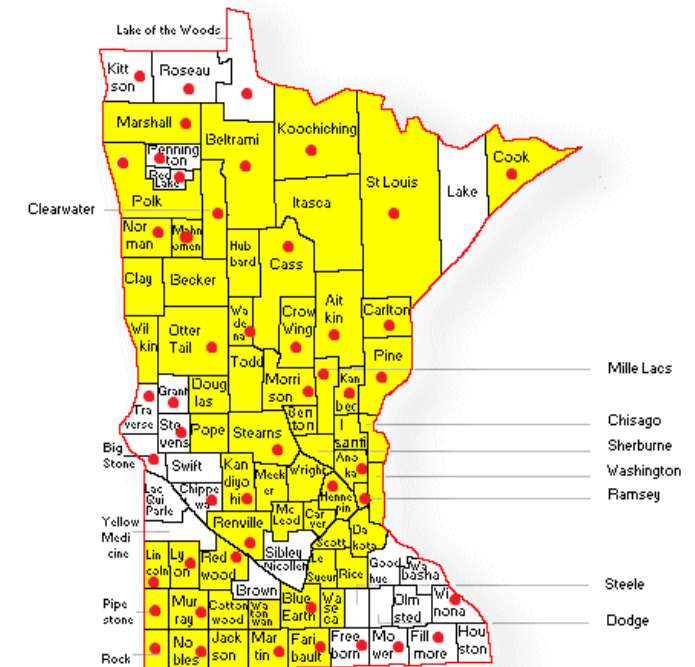 Lake of the Woods
Kitt
son
Roseau
Marshall
Beltrami
Koochiching
Penning
ton
Red
Lake
Cook
St Louis
Lake
Itasca
Polk
Clearwater
Nor
man
Mahn
omen
Hub
bard
Cass
Clay
Becker
Ait
kin
Wa
de
na
Crow
Wing
Carlton
Wil
kin
Otter
Tail
Todd
Pine
Mille Lacs
Morri
son
Kan
bec
Grant
Doug
las
Tra
verse
Ste
vens
Pope
Stearns
Ben
ton
I
santi
Chisago
Sherburne
Big
Stone
Swift
Kan
diyo
hi
Meek
er
Wright
Ano
ka
Washington
Henne
pin
Ramsey
Lac
Qui
Parle
Chippe
wa
Mc
Leod
Car
ver
Renville
Yellow
Medi
cine
Scott
Da
kota
Sibley
Lin
coln
Ly
on
Red
wood
Nicollet
Le
Sueur
Rice
Good
hue
Wa
basha
Steele
Brown
Pipe
stone
Mur
ray
Cotton
wood
Wa
ton
wan
Blue
Earth
Wa
se
ca
Olm
sted
Wi
nona
Dodge
Rock
No
bles
Jack
son
Mar
tin
Fari
bault
Free
born
Mo
wer
Fill
more
Hou
ston